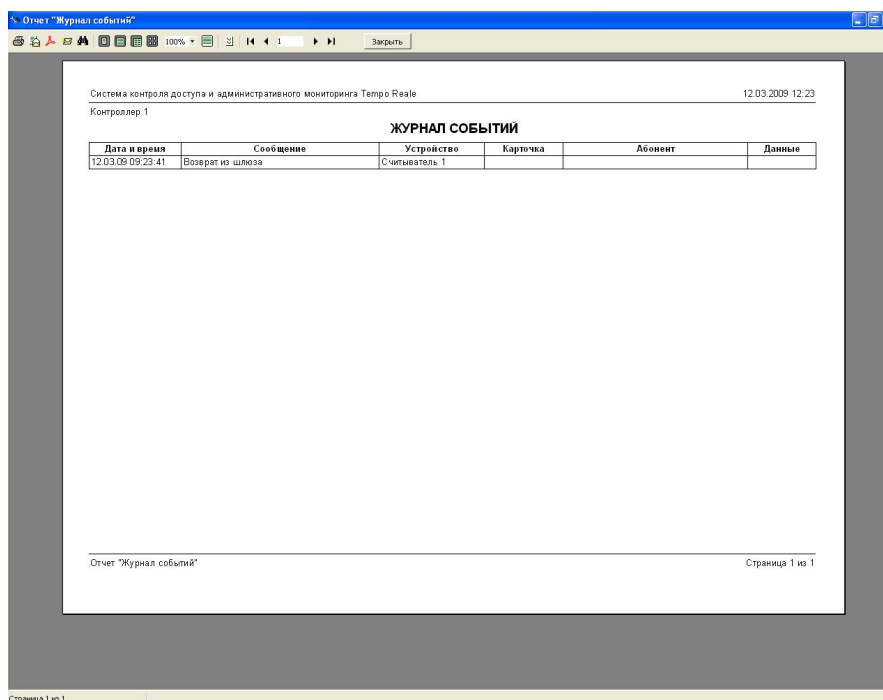 Отчет "Журнал событий"
100% 1 Закрыть
Система контроля доступа и административного мониторинга Tempo Reale 12.03.2009 12:23
Контроллер 1
ЖУРНАЛ СОБЫТИЙ
Дата и время Сообщение Устройство Карточка Абонент Данные
12.03.09 09:23:41 Возврат из шлюза Считыватель 1
Отчет "Журнал событий" Страница 1 из 1
Страница 1 из 1